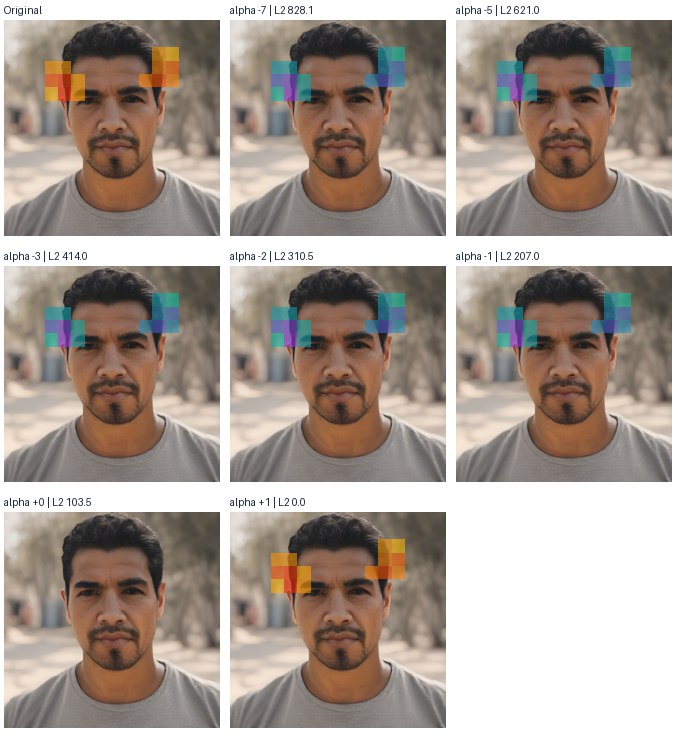 Original
alpha -7 | L2 828.1
alpha -5 | L2 621.0
alpha -3 | L2 414.0
alpha -2 | L2 310.5
alpha -1 | L2 207.0
alpha +0 | L2 103.5
alpha +1 | L2 0.0